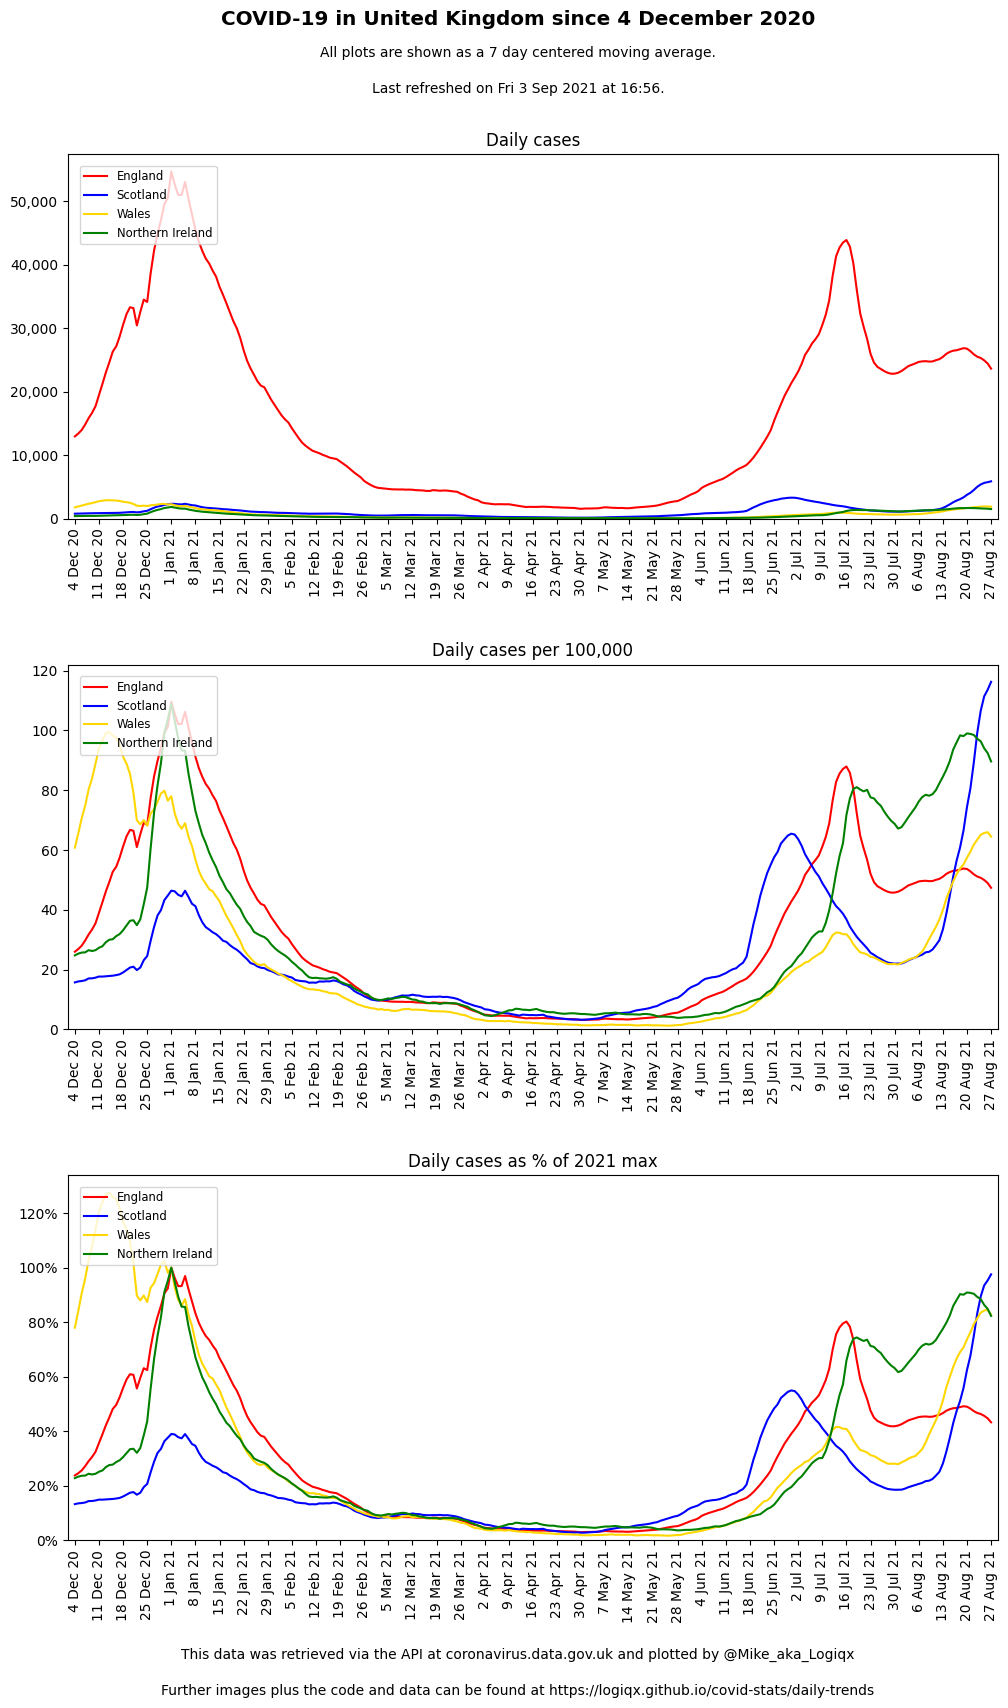 COVID-19 in United Kingdom since 4 December 2020
All plots are shown as a 7 day centered moving average.
Last refreshed on Fri 3 Sep 2021 at 16:56.
Daily cases
England
Scotland
Wales
Northern Ireland
50,000
40,000
30,000
20,000
10,000
0
4 Dec 20
11 Dec 20
18 Dec 20
25 Dec 20
1 Jan 21
8 Jan 21
15 Jan 21
22 Jan 21
29 Jan 21
5 Feb 21
12 Feb 21
19 Feb 21
26 Feb 21
5 Mar 21
12 Mar 21
19 Mar 21
26 Mar 21
2 Apr 21
9 Apr 21
16 Apr 21
23 Apr 21
30 Apr 21
7 May 21
14 May 21
21 May 21
28 May 21
4 Jun 21
11 Jun 21
18 Jun 21
25 Jun 21
2 Jul 21
9 Jul 21
16 Jul 21
23 Jul 21
30 Jul 21
6 Aug 21
13 Aug 21
20 Aug 21
27 Aug 21
Daily cases per 100,000
England
Scotland
Wales
Northern Ireland
120
100
80
60
40
20
0
4 Dec 20
11 Dec 20
18 Dec 20
25 Dec 20
1 Jan 21
8 Jan 21
15 Jan 21
22 Jan 21
29 Jan 21
5 Feb 21
12 Feb 21
19 Feb 21
26 Feb 21
5 Mar 21
12 Mar 21
19 Mar 21
26 Mar 21
2 Apr 21
9 Apr 21
16 Apr 21
23 Apr 21
30 Apr 21
7 May 21
14 May 21
21 May 21
28 May 21
4 Jun 21
11 Jun 21
18 Jun 21
25 Jun 21
2 Jul 21
9 Jul 21
16 Jul 21
23 Jul 21
30 Jul 21
6 Aug 21
13 Aug 21
20 Aug 21
27 Aug 21
Daily cases as % of 2021 max
England
Scotland
Wales
Northern Ireland
120%
100%
80%
60%
40%
20%
0%
4 Dec 20
11 Dec 20
18 Dec 20
25 Dec 20
1 Jan 21
8 Jan 21
15 Jan 21
22 Jan 21
29 Jan 21
5 Feb 21
12 Feb 21
19 Feb 21
26 Feb 21
5 Mar 21
12 Mar 21
19 Mar 21
26 Mar 21
2 Apr 21
9 Apr 21
16 Apr 21
23 Apr 21
30 Apr 21
7 May 21
14 May 21
21 May 21
28 May 21
4 Jun 21
11 Jun 21
18 Jun 21
25 Jun 21
2 Jul 21
9 Jul 21
16 Jul 21
23 Jul 21
30 Jul 21
6 Aug 21
13 Aug 21
20 Aug 21
27 Aug 21
This data was retrieved via the API at coronavirus.data.gov.uk and plotted by @Mike_aka_Logiqx
Further images plus the code and data can be found at https://logiqx.github.io/covid-stats/daily-trends